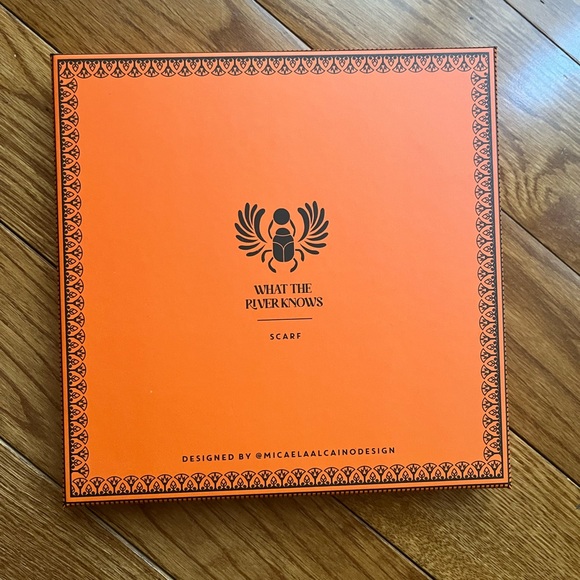 WHAT THE
RIVER KNOWS
SCARF
DESIGNED BY @MICAELAALCAINODESIGN